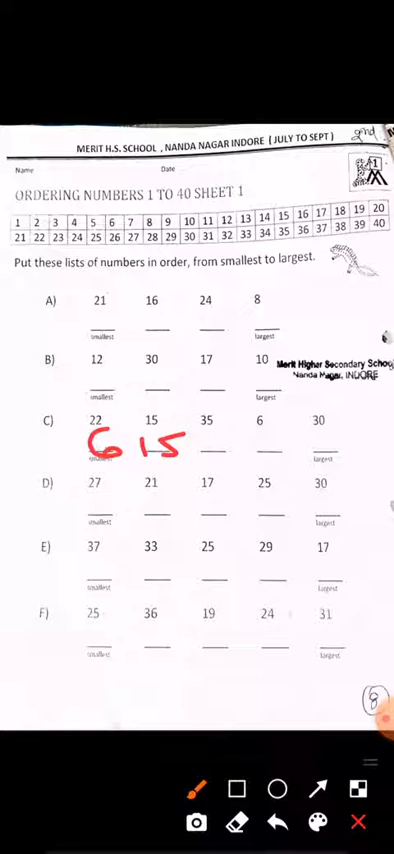 MERIT H.S. SCHOOL , NANDA NAGAR INDORE ( JULY TO SEPT )
Name Date
ORDERING NUMBERS 1 TO 40 SHEET 1
1 2 3 4 5 6 7 8 9 10 11 12 13 14 15 16 17 18 19 20
21 22 23 24 25 26 27 28 29 30 31 32 33 34 35 36 37 38 39 40
Put these lists of numbers in order, from smallest to largest.
A) 21 16 24 8
smallest largest
B) 12 30 17 10
Merit Higher Secondary School
Nanda Nagar, INDORE
smallest largest
C) 22 15 35 6 30
6 15
smallest largest
D) 27 21 17 25 30
smallest largest
E) 37 33 25 29 17
smallest largest
F) 25 36 19 24 31
smallest largest
8